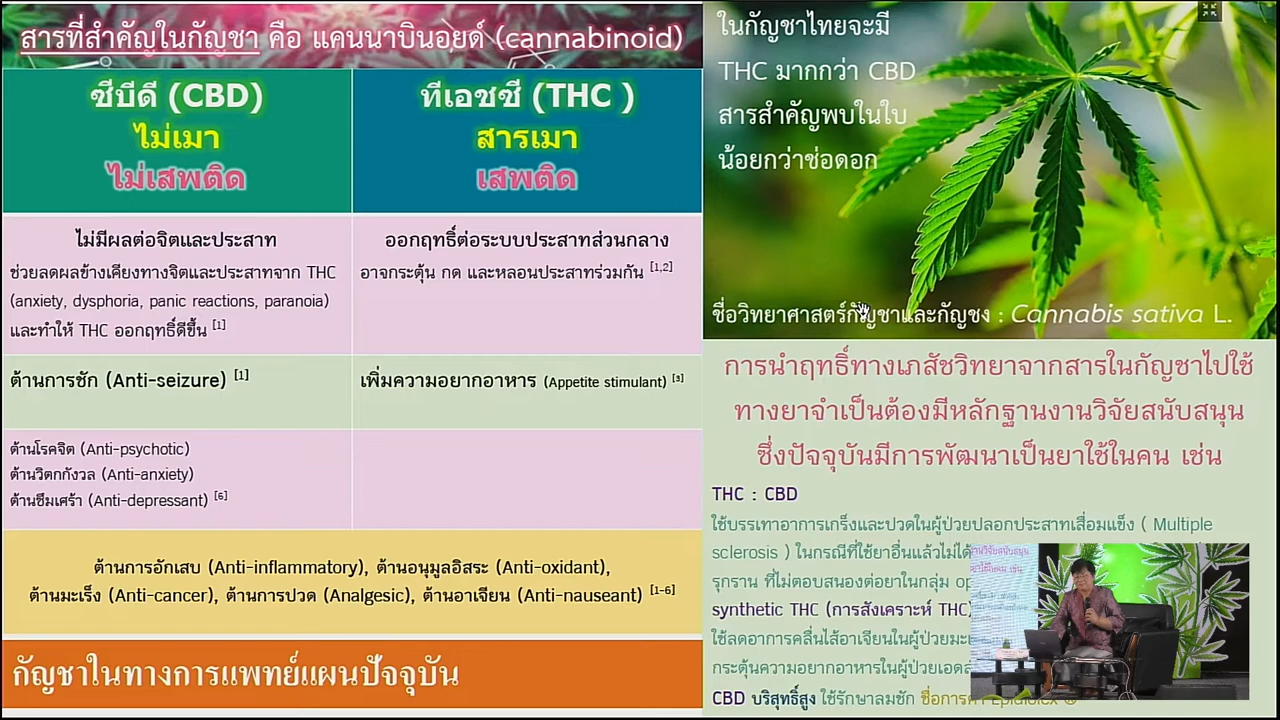 สารที่สำคัญในกัญชา คือ แคนนาบินอยด์ (cannabinoid)
ซีบีดี (CBD)
ไม่เมา
ไม่เสพติด
ทีเอชซี (THC )
สารเมา
เสพติด
ไม่มีผลต่อจิตและประสาท
ช่วยลดผลข้างเคียงทางจิตและประสาทจาก THC
(anxiety, dysphoria, panic reactions, paranoia)
และทำให้ THC ออกฤทธิ์ดีขึ้น [1]
ออกฤทธิ์ต่อระบบประสาทส่วนกลาง
อาจกระตุ้น กด และหลอนประสาทร่วมกัน [1,2]
ต้านการชัก (Anti-seizure) [1]
เพิ่มความอยากอาหาร (Appetite stimulant) [3]
ต้านโรคจิต (Anti-psychotic)
ต้านวิตกกังวล (Anti-anxiety)
ต้านซึมเศร้า (Anti-depressant) [6]
ต้านการอักเสบ (Anti-inflammatory), ต้านอนุมูลอิสระ (Anti-oxidant),
ต้านมะเร็ง (Anti-cancer), ต้านการปวด (Analgesic), ต้านอาเจียน (Anti-nauseant) [1-6]
กัญชาในทางการแพทย์แผนปัจจุบัน
ในกัญชาไทยจะมี
THC มากกว่า CBD
สารสำคัญพบในใบ
น้อยกว่าช่อดอก
ชื่อวิทยาศาสตร์กัญชาและกัญชง : Cannabis sativa L.
การนำฤทธิ์ทางเภสัชวิทยาจากสารในกัญชาไปใช้
ทางยาจำเป็นต้องมีหลักฐานงานวิจัยสนับสนุน
ซึ่งปัจจุบันมีการพัฒนาเป็นยาใช้ในคน เช่น
THC : CBD
ใช้บรรเทาอาการเกร็งและปวดในผู้ป่วยปลอกประสาทเสื่อมแข็ง ( Multiple
sclerosis ) ในกรณีที่ใช้ยาอื่นแล้วไม่ได้
รุกราน ที่ไม่ตอบสนองต่อยาในกลุ่ม op
synthetic THC (การสังเคราะห์ THC)
ใช้ลดอาการคลื่นไส้อาเจียนในผู้ป่วยมะเ
กระตุ้นความอยากอาหารในผู้ป่วยเอดส
CBD บริสุทธิ์สูง ใช้รักษาลมชัก ชื่อการค้า Epidiolex ®